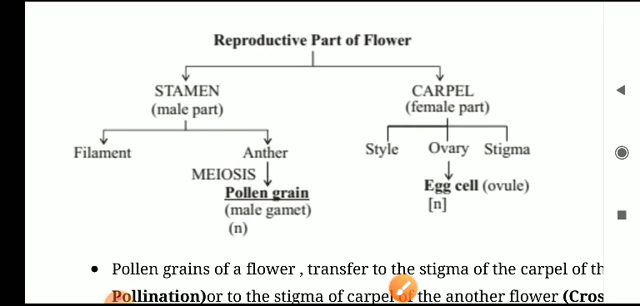 Reproductive Part of Flower
STAMEN CARPEL
(male part) (female part)
Filament Anther Style Ovary Stigma
MEIOSIS
Pollen grain Egg cell (ovule)
(male gamet) [n]
(n)
• Pollen grains of a flower , transfer to the stigma of the carpel of th
Pollination)or to the stigma of carpel of the another flower (Cros